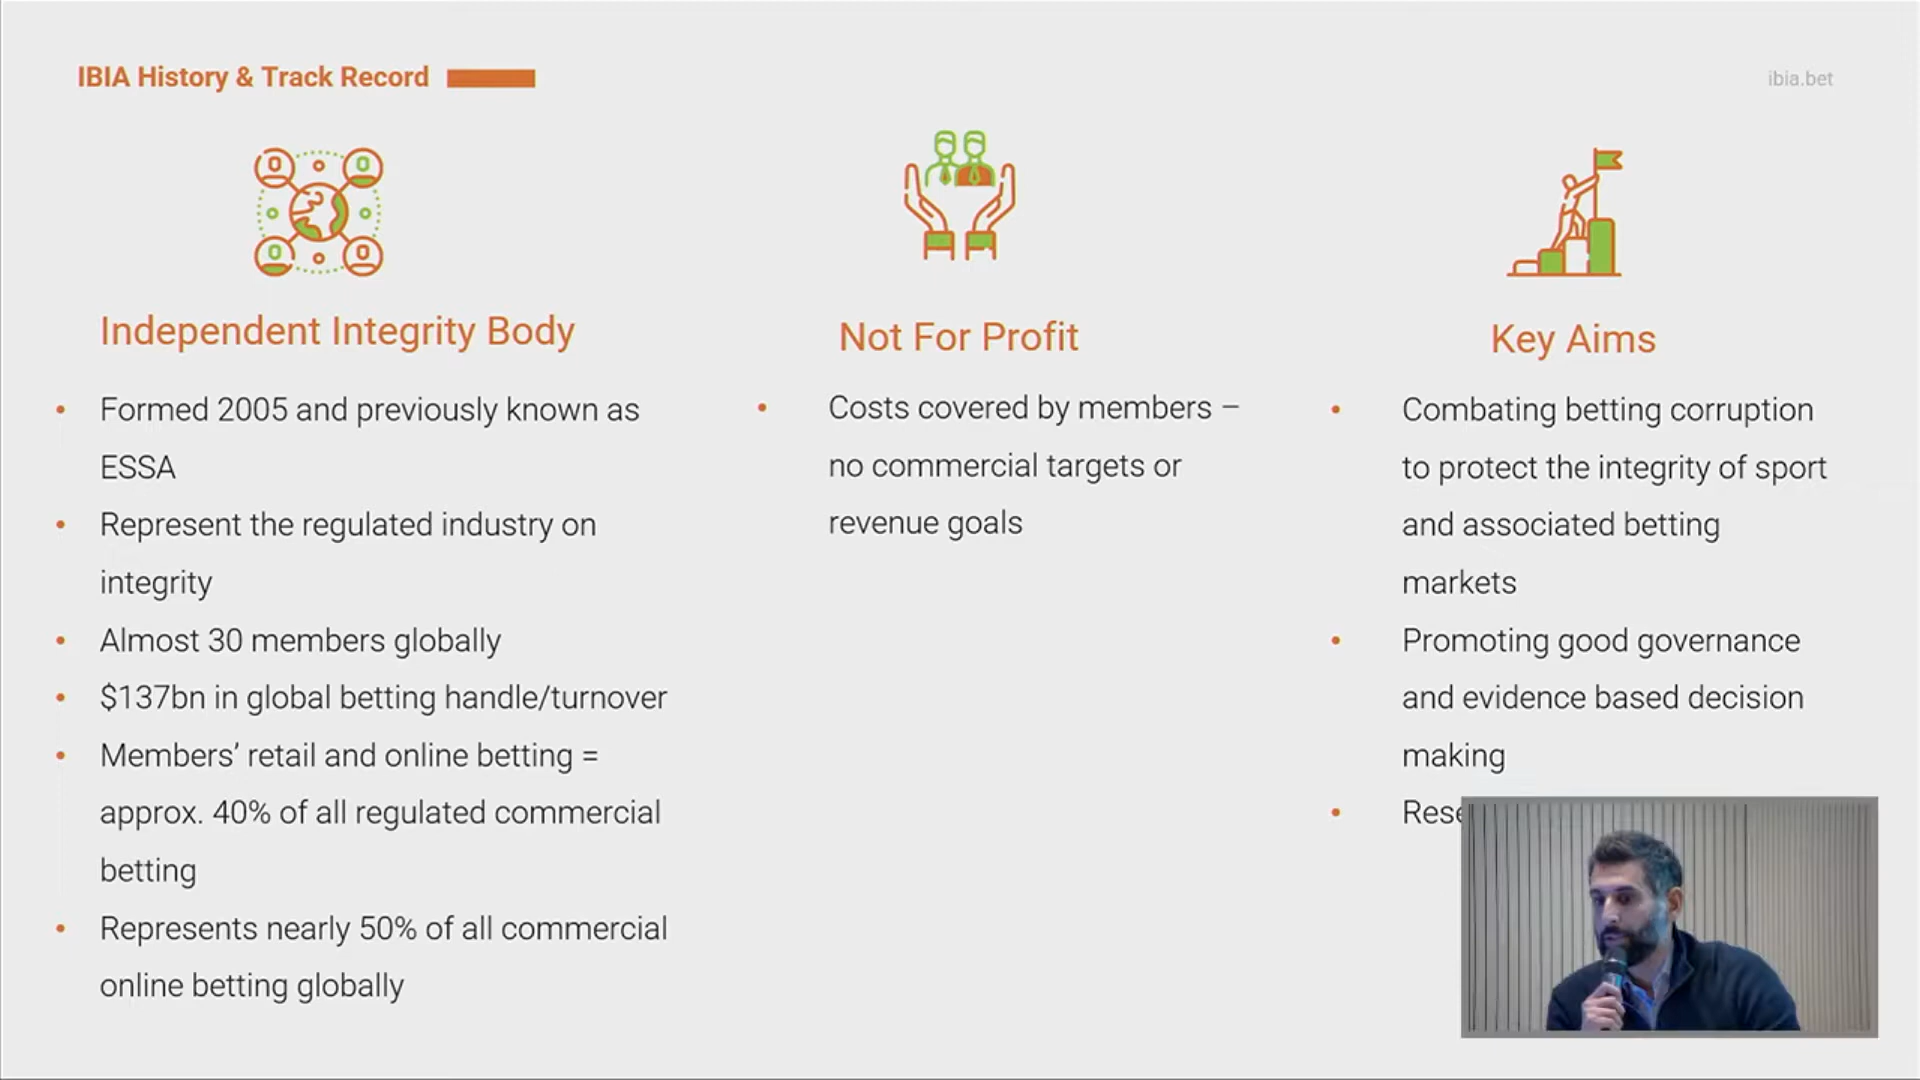 IBIA History & Track Record
ibia.bet
Independent Integrity Body
• Formed 2005 and previously known as
ESSA
• Represent the regulated industry on
integrity
• Almost 30 members globally
• $137bn in global betting handle/turnover
• Members’ retail and online betting =
approx. 40% of all regulated commercial
betting
• Represents nearly 50% of all commercial
online betting globally
Not For Profit
• Costs covered by members –
no commercial targets or
revenue goals
Key Aims
• Combating betting corruption
to protect the integrity of sport
and associated betting
markets
• Promoting good governance
and evidence based decision
making